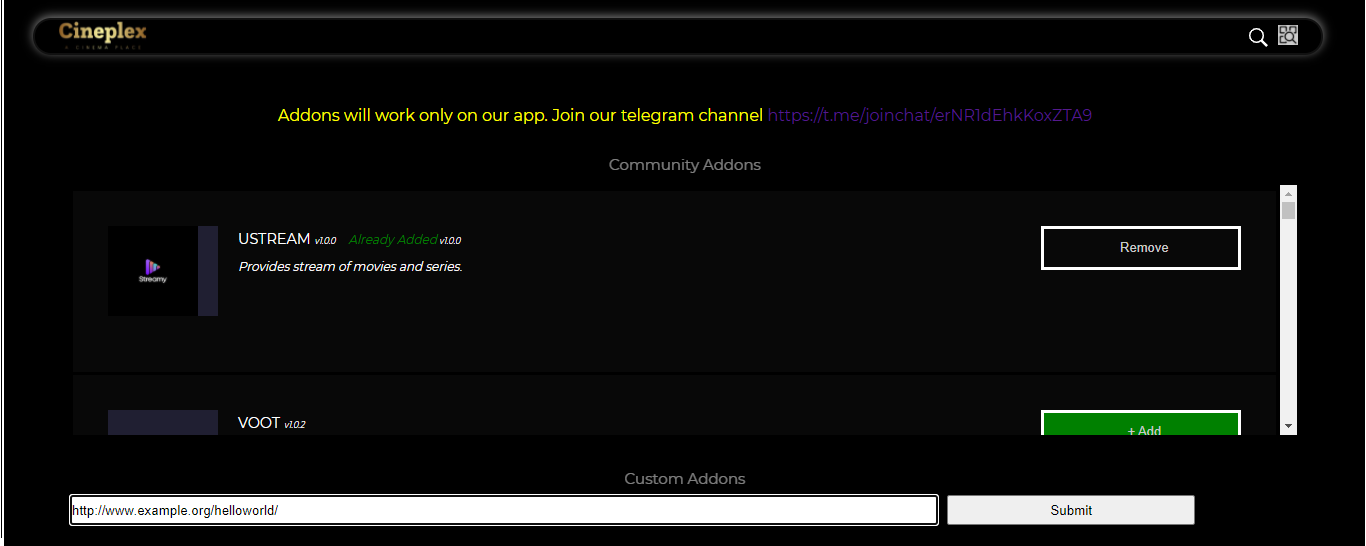 Cineplex
A CINEMA PLACE
Addons will work only on our app. Join our telegram channel https://t.me/joinchat/erNR1dEhkKoxZTA9
Community Addons
USTREAM v1.0.0 Already Added v1.0.0
Remove
Provides stream of movies and series.
Streamy
VOOT v1.0.2
+ Add
Custom Addons
http://www.example.org/helloworld/
Submit